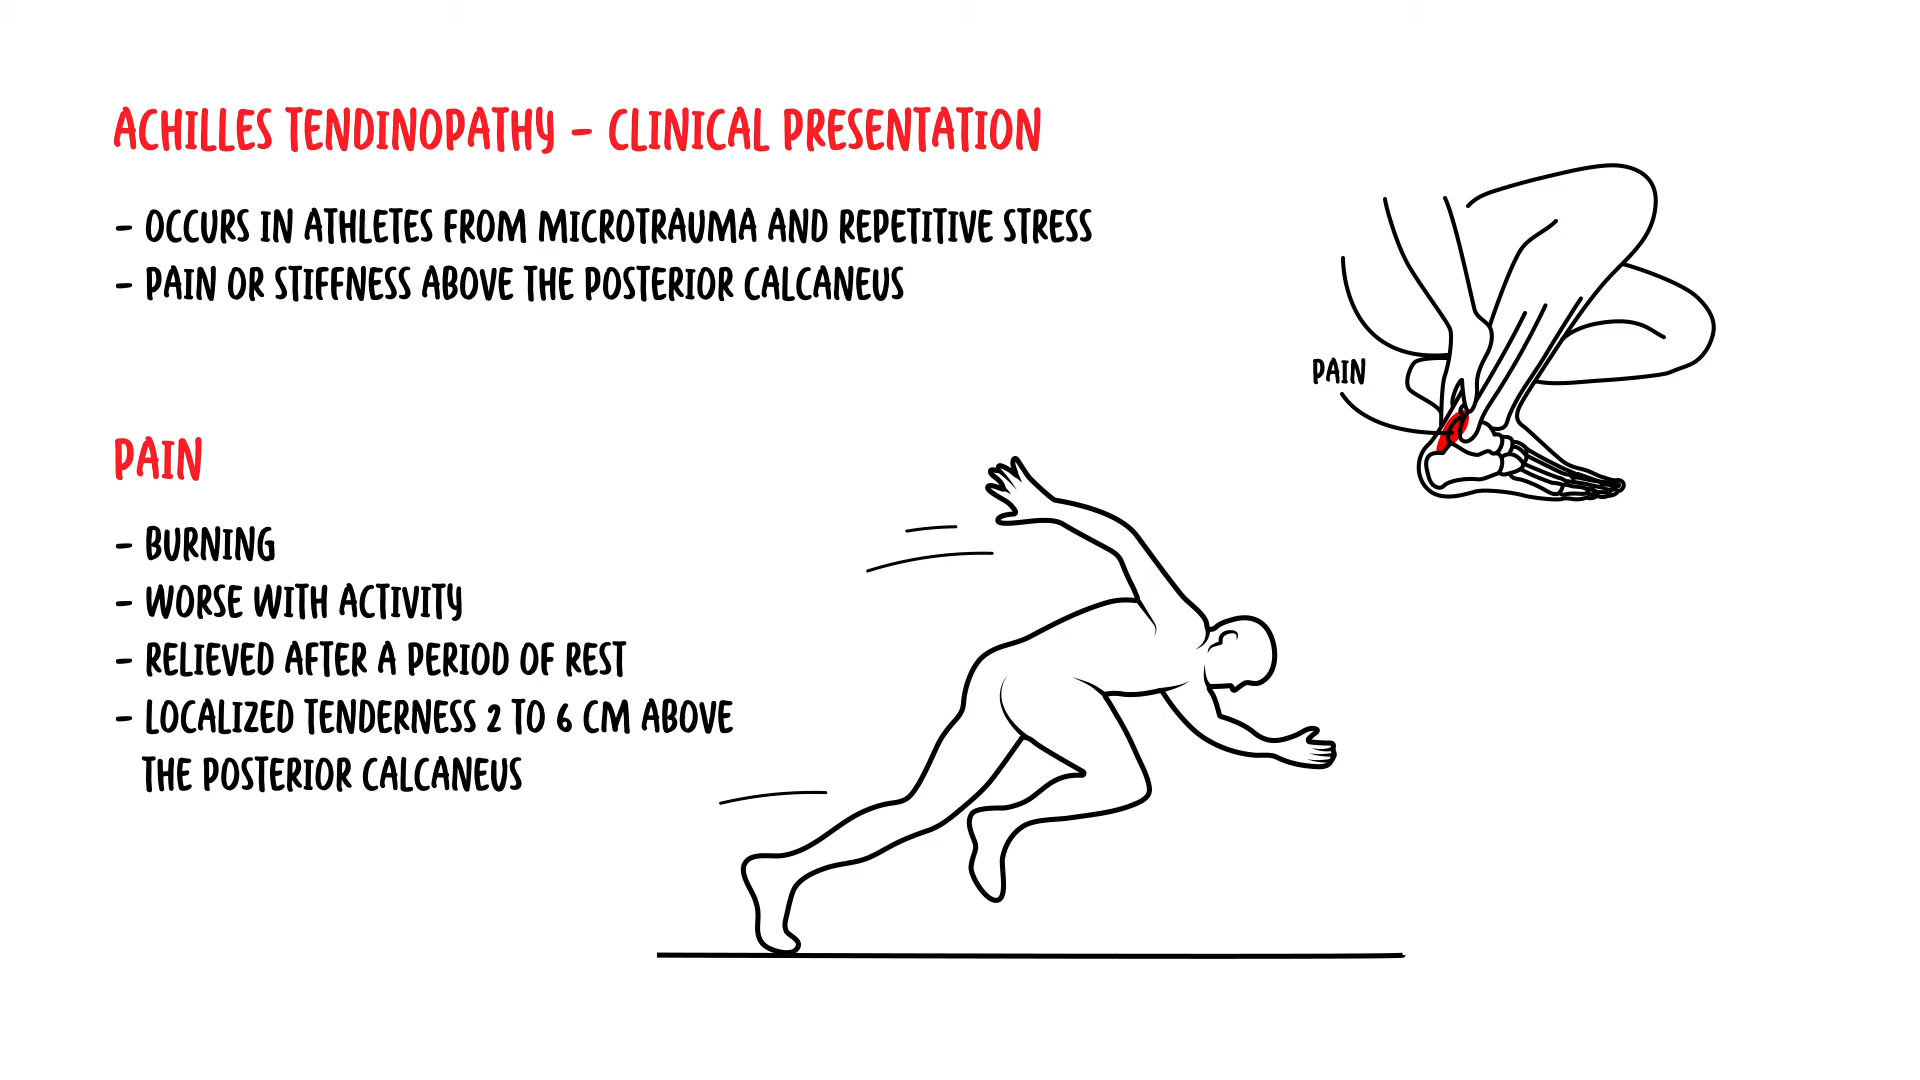 ACHILLES TENDINOPATHY - CLINICAL PRESENTATION
- OCCURS IN ATHLETES FROM MICROTRAUMA AND REPETITIVE STRESS
- PAIN OR STIFFNESS ABOVE THE POSTERIOR CALCANEUS
PAIN
PAIN
- BURNING
- WORSE WITH ACTIVITY
- RELIEVED AFTER A PERIOD OF REST
- LOCALIZED TENDERNESS 2 TO 6 CM ABOVE
THE POSTERIOR CALCANEUS